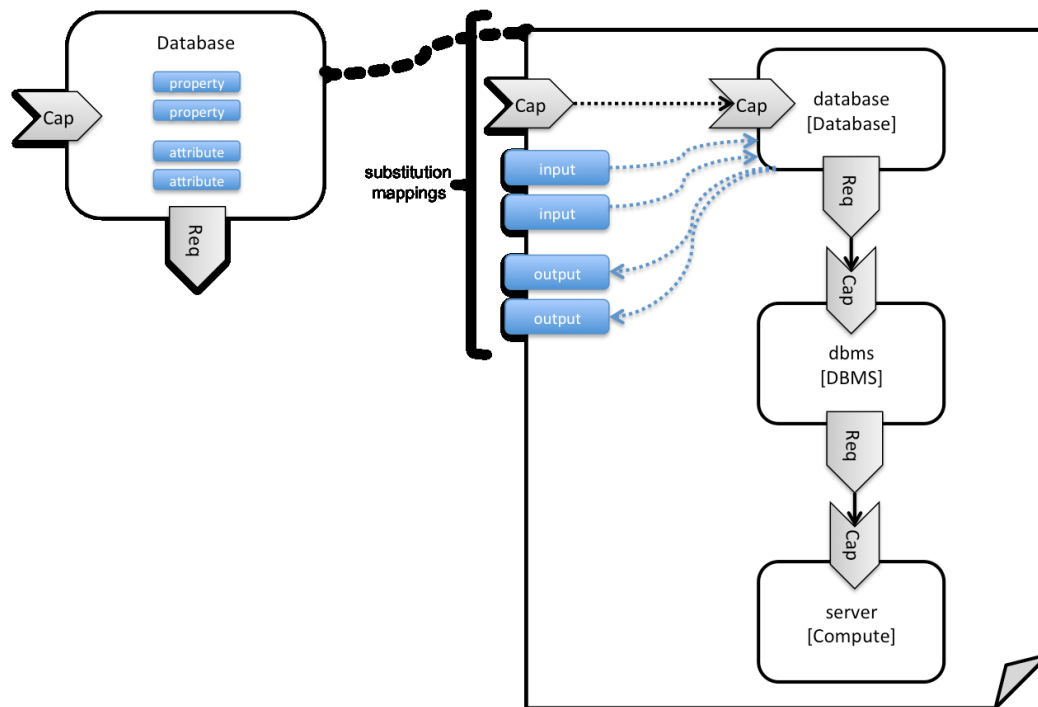 Database
property
property
attribute
attribute
Cap
Req
substitution
mappings
Cap
input
input
output
output
Cap
database
[Database]
Req
Cap
dbms
[DBMS]
Req
Cap
server
[Compute]